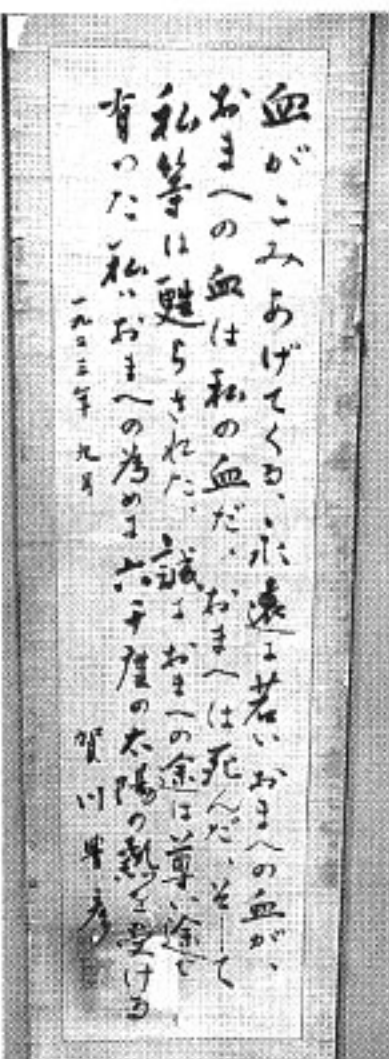 血がこみあげてくる、永遠に若いおまへの血が、
おまへの血は私の血だ、おまへは死んだ、そして
私等は甦らされた、誠におまへの途は尊い途で
有つた私はおまへの為めに六千度の太陽の熱を受ける
一九二三年 九月
賀川豊彦